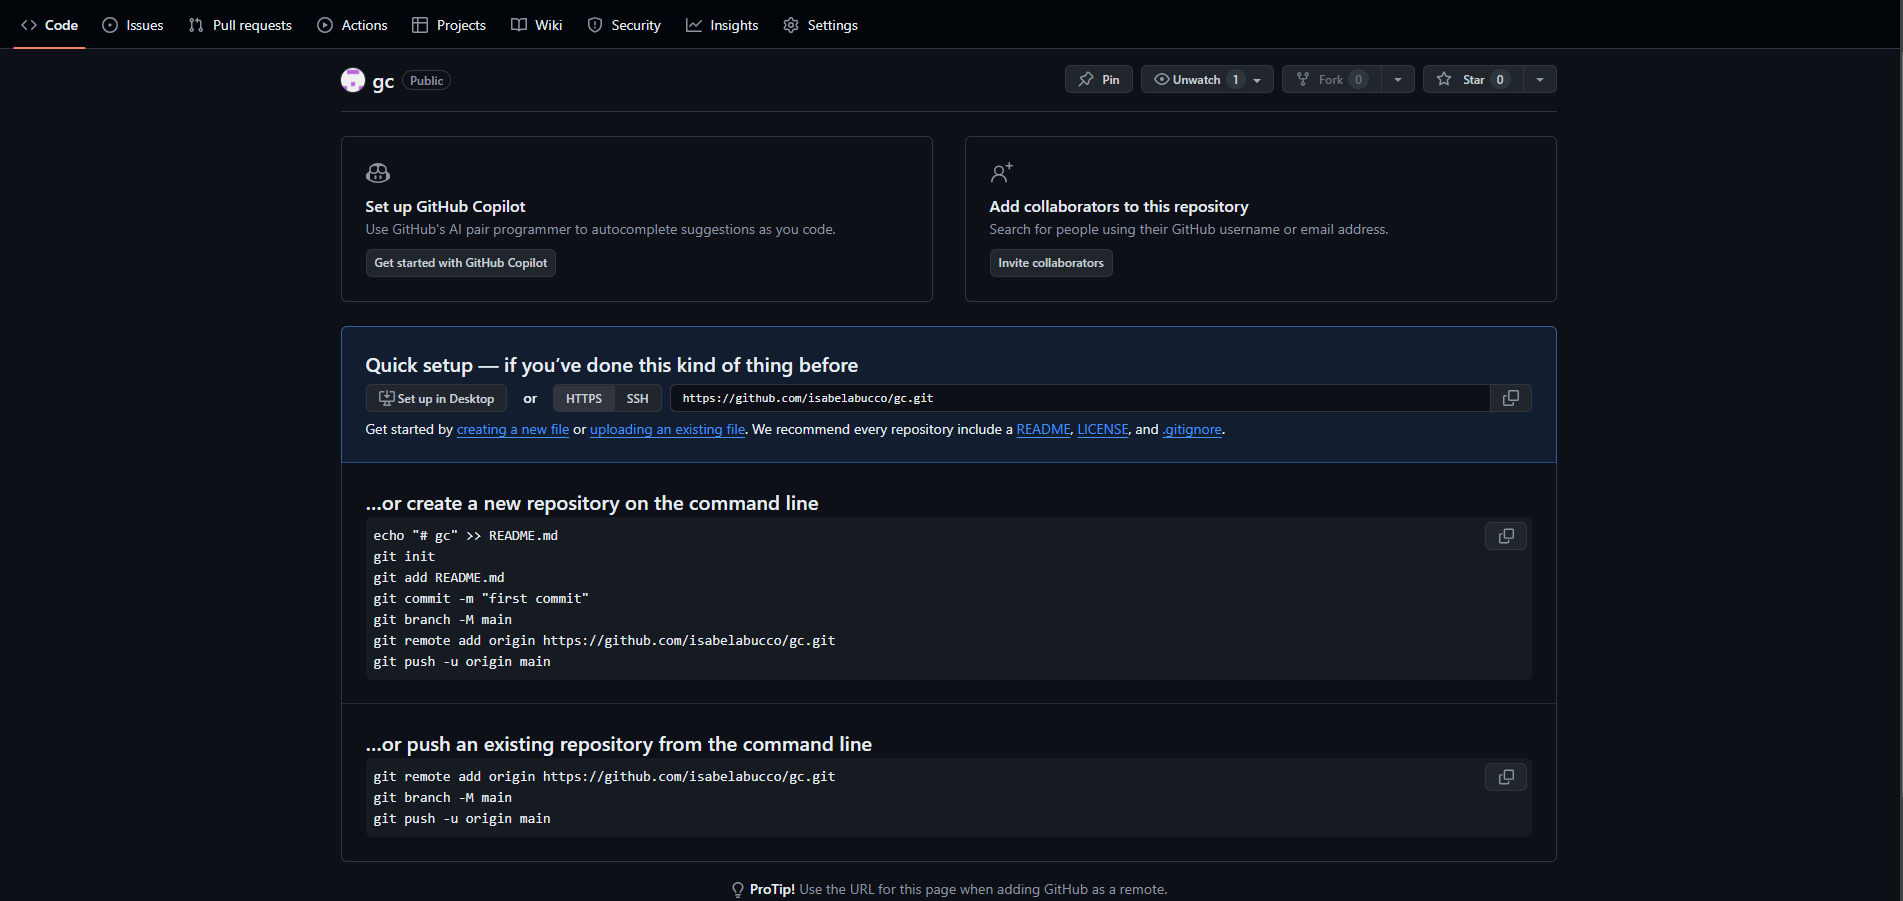 Code Issues Pull requests Actions Projects Wiki Security Insights Settings
gc Public Pin Unwatch 1 Fork 0 Star 0
Set up GitHub Copilot
Use GitHub's AI pair programmer to autocomplete suggestions as you code.
Get started with GitHub Copilot
Add collaborators to this repository
Search for people using their GitHub username or email address.
Invite collaborators
Quick setup — if you’ve done this kind of thing before
Set up in Desktop or HTTPS SSH https://github.com/isabelabucco/gc.git
Get started by creating a new file or uploading an existing file. We recommend every repository include a README, LICENSE, and .gitignore.
…or create a new repository on the command line
echo "# gc" >> README.md
git init
git add README.md
git commit -m "first commit"
git branch -M main
git remote add origin https://github.com/isabelabucco/gc.git
git push -u origin main
…or push an existing repository from the command line
git remote add origin https://github.com/isabelabucco/gc.git
git branch -M main
git push -u origin main
ProTip! Use the URL for this page when adding GitHub as a remote.